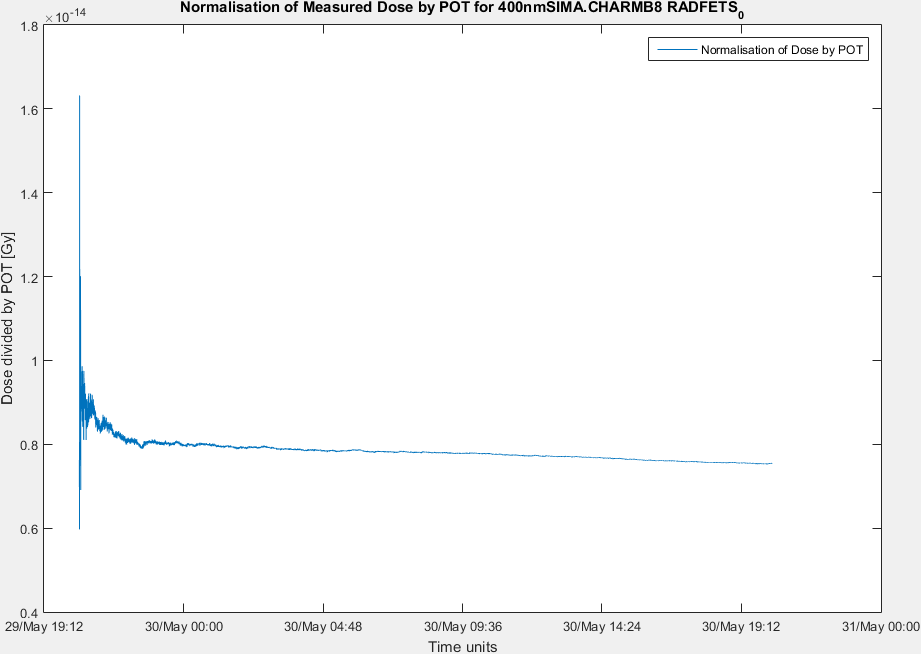 Normalisation of Measured Dose by POT for 400nmSIMA.CHARMB8 RADFETS0
×10-14
Normalisation of Dose by POT
1.8
1.6
1.4
1.2
1
0.8
0.6
0.4
Dose divided by POT [Gy]
29/May 19:12 30/May 00:00 30/May 04:48 30/May 09:36 30/May 14:24 30/May 19:12 31/May 00:00
Time units